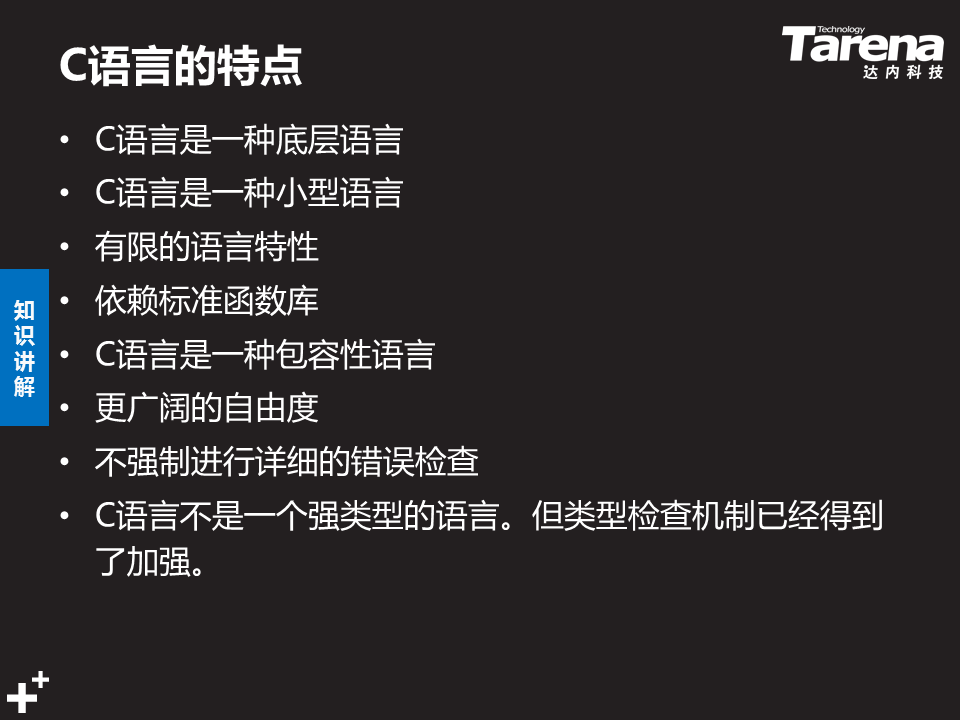 C语言的特点
Technology
Tarena
达内科技
• C语言是一种底层语言
• C语言是一种小型语言
• 有限的语言特性
• 依赖标准函数库
• C语言是一种包容性语言
• 更广阔的自由度
• 不强制进行详细的错误检查
• C语言不是一个强类型的语言。但类型检查机制已经得到
了加强。
知
识
讲
解